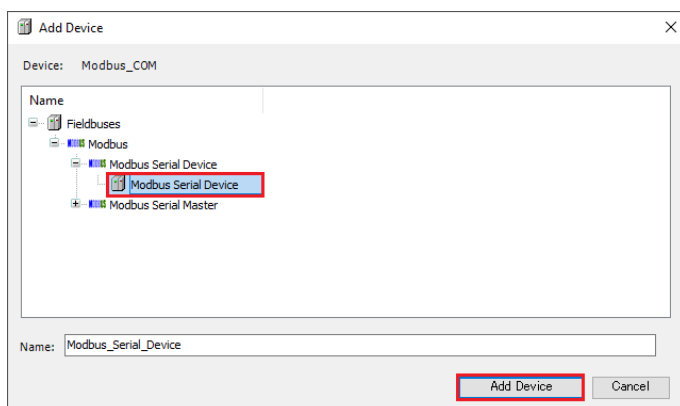 Add Device
Device: Modbus_COM
Name
Fieldbuses
Modbus
Modbus Serial Device
Modbus Serial Device
Modbus Serial Master
Name: Modbus_Serial_Device
Add Device Cancel